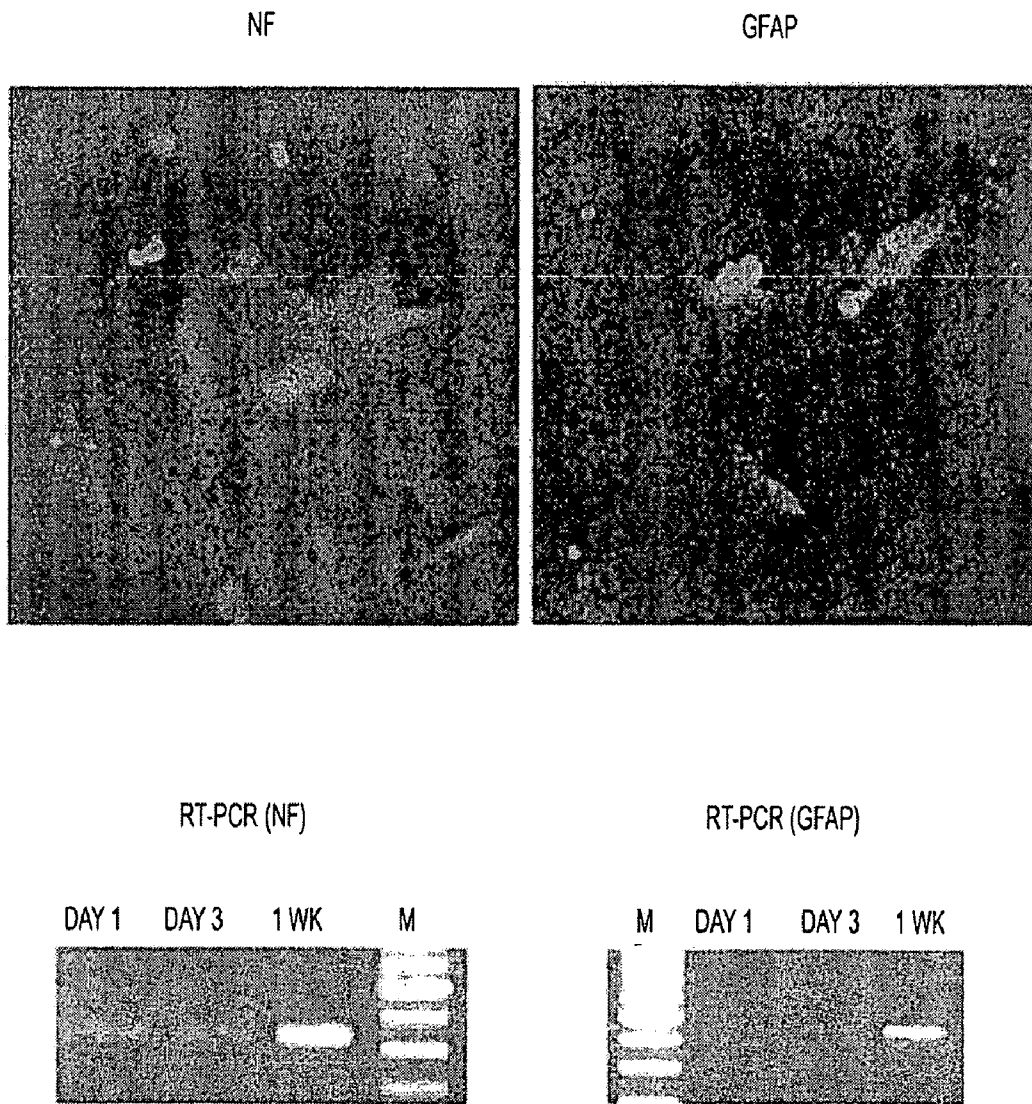 NF
GFAP
RT-PCR (NF)
RT-PCR (GFAP)
DAY 1 DAY 3 1 WK M
M DAY 1 DAY 3 1 WK